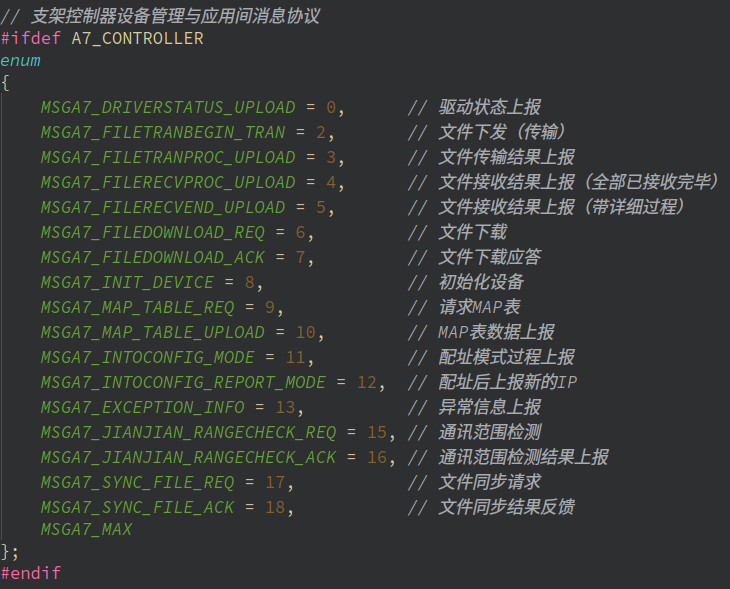 // 支架控制器设备管理与应用间消息协议
#ifdef A7_CONTROLLER
enum
{
    MSGA7_DRIVERSTATUS_UPLOAD = 0,      // 驱动状态上报
    MSGA7_FILETRANBEGIN_TRAN = 2,       // 文件下发（传输）
    MSGA7_FILETRANPROC_UPLOAD = 3,      // 文件传输结果上报
    MSGA7_FILERECVPROC_UPLOAD = 4,      // 文件接收结果上报（全部已接收完毕）
    MSGA7_FILERECVEND_UPLOAD = 5,       // 文件接收结果上报（带详细过程）
    MSGA7_FILEDOWNLOAD_REQ = 6,         // 文件下载
    MSGA7_FILEDOWNLOAD_ACK = 7,         // 文件下载应答
    MSGA7_INIT_DEVICE = 8,              // 初始化设备
    MSGA7_MAP_TABLE_REQ = 9,            // 请求MAP表
    MSGA7_MAP_TABLE_UPLOAD = 10,        // MAP表数据上报
    MSGA7_INTOCONFIG_MODE = 11,         // 配址模式过程上报
    MSGA7_INTOCONFIG_REPORT_MODE = 12,  // 配址后上报新的IP
    MSGA7_EXCEPTION_INFO = 13,          // 异常信息上报
    MSGA7_JIANJIAN_RANGECHECK_REQ = 15, // 通讯范围检测
    MSGA7_JIANJIAN_RANGECHECK_ACK = 16, // 通讯范围检测结果上报
    MSGA7_SYNC_FILE_REQ = 17,           // 文件同步请求
    MSGA7_SYNC_FILE_ACK = 18,           // 文件同步结果反馈
    MSGA7_MAX
};
#endif